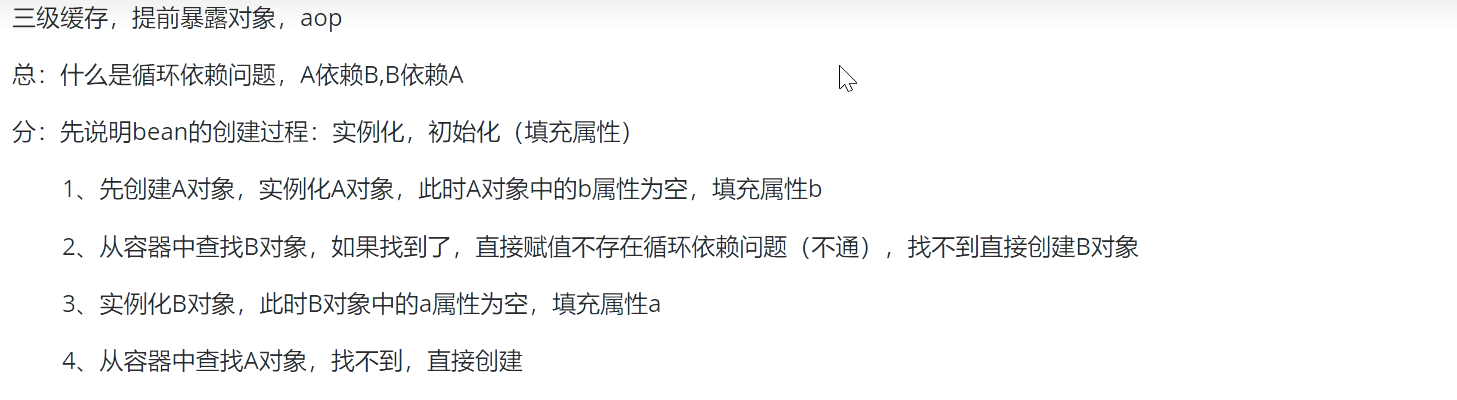 三级缓存，提前暴露对象，aop
总：什么是循环依赖问题，A依赖B,B依赖A
分：先说明bean的创建过程：实例化，初始化（填充属性）
1、先创建A对象，实例化A对象，此时A对象中的b属性为空，填充属性b
2、从容器中查找B对象，如果找到了，直接赋值不存在循环依赖问题（不通），找不到直接创建B对象
3、实例化B对象，此时B对象中的a属性为空，填充属性a
4、从容器中查找A对象，找不到，直接创建